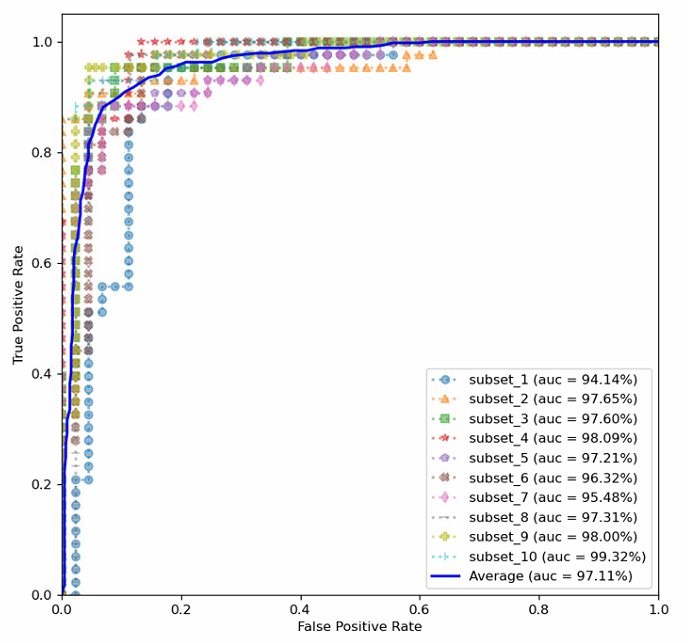 1.0
0.8
0.6
0.4
0.2
0.0
True Positive Rate
0.0 0.2 0.4 0.6 0.8 1.0
False Positive Rate
subset_1 (auc = 94.14%)
subset_2 (auc = 97.65%)
subset_3 (auc = 97.60%)
subset_4 (auc = 98.09%)
subset_5 (auc = 97.21%)
subset_6 (auc = 96.32%)
subset_7 (auc = 95.48%)
subset_8 (auc = 97.31%)
subset_9 (auc = 98.00%)
subset_10 (auc = 99.32%)
Average (auc = 97.11%)